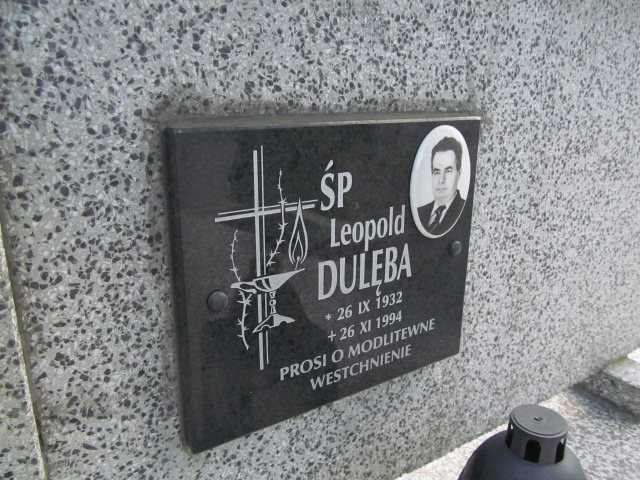 ŚP
Leopold
DULĘBA
* 26 IX 1932
+ 26 XI 1994
PROSI O MODLITEWNE
WESTCHNIENIE